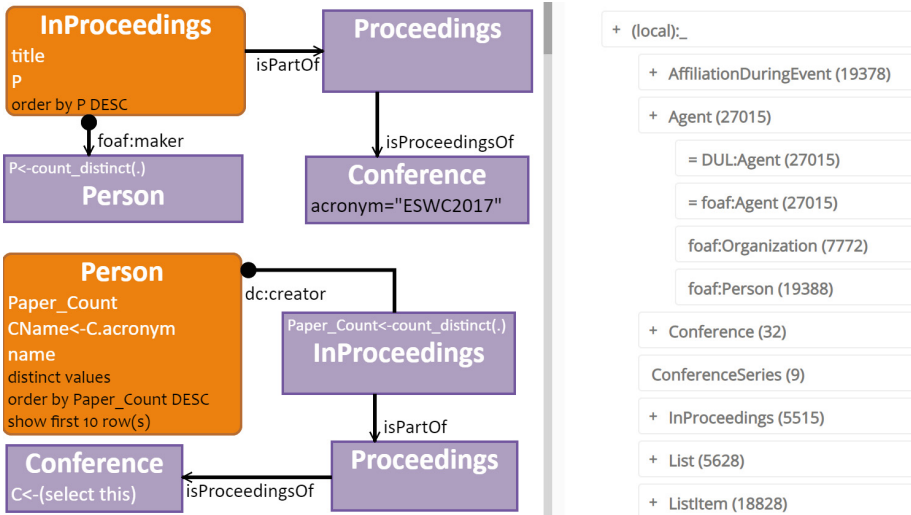 InProceedings
title
P
order by P DESC
isPartOf
Proceedings
foaf:maker
isProceedingsOf
P<-count_distinct(.)
Person
Conference
acronym="ESWC2017"
Person
Paper_Count
CName<-C.acronym
name
distinct values
order by Paper_Count DESC
show first 10 row(s)
dc:creator
Paper_Count<-count_distinct(.)
InProceedings
isPartOf
Proceedings
isProceedingsOf
Conference
C<-(select this)
+ (local):_
+ AffiliationDuringEvent (19378)
+ Agent (27015)
= DUL:Agent (27015)
= foaf:Agent (27015)
foaf:Organization (7772)
foaf:Person (19388)
+ Conference (32)
ConferenceSeries (9)
+ InProceedings (5515)
+ List (5628)
+ ListItem (18828)